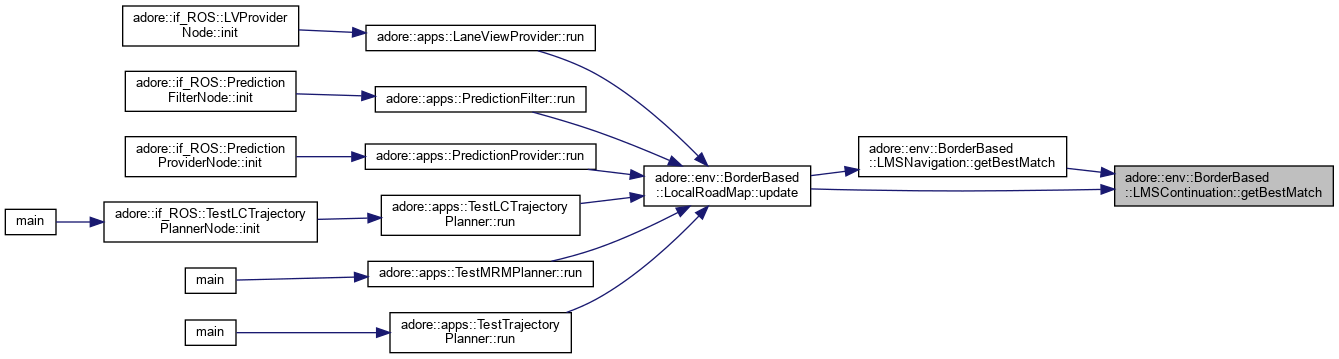 adore::if_ROS::LVProvider
Node::init
adore::apps::LaneViewProvider::run
adore::if_ROS::Prediction
FilterNode::init
adore::apps::PredictionFilter::run
adore::if_ROS::Prediction
ProviderNode::init
adore::apps::PredictionProvider::run
adore::env::BorderBased
::LocalRoadMap::update
adore::env::BorderBased
::LMSNavigation::getBestMatch
adore::env::BorderBased
::LMSContinuation::getBestMatch
main
adore::if_ROS::TestLCTrajectory
PlannerNode::init
adore::apps::TestLCTrajectory
Planner::run
main
adore::apps::TestMRMPlanner::run
main
adore::apps::TestTrajectory
Planner::run